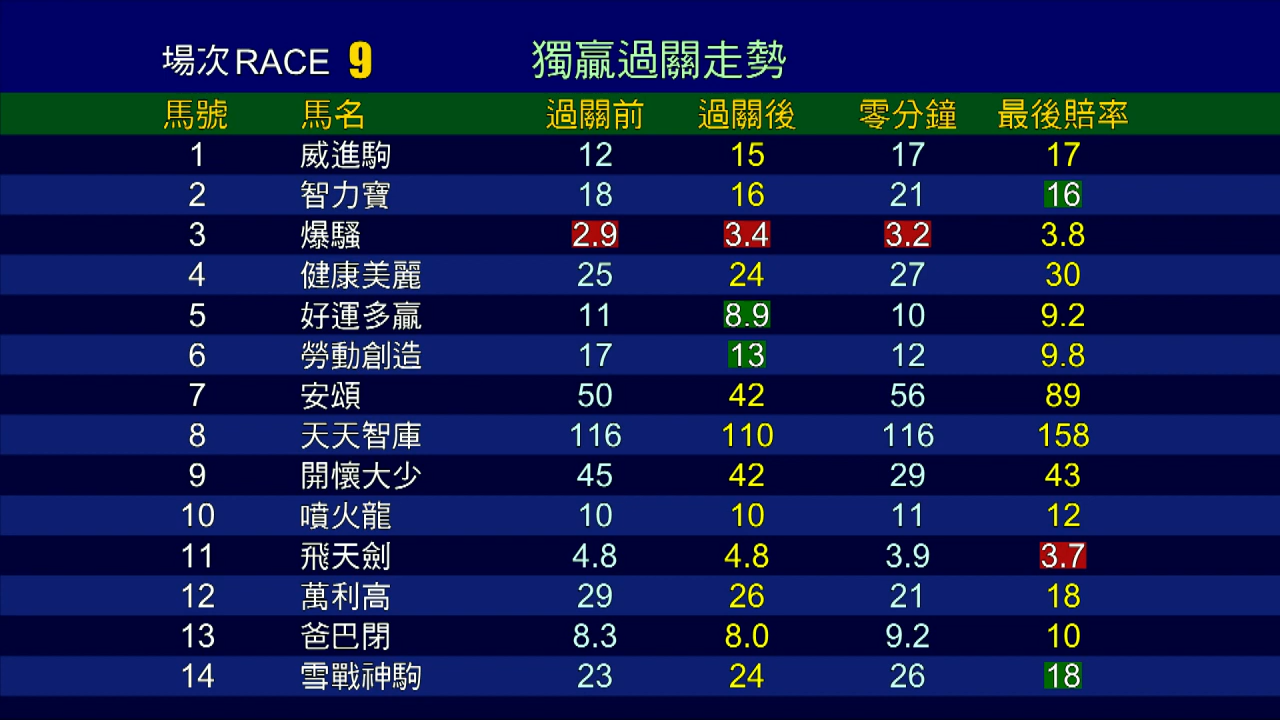 場次RACE 9 獨贏過關走勢
馬號 馬名 過關前 過關後 零分鐘 最後賠率
1 威進駒 12 15 17 17
2 智力寶 18 16 21 16
3 爆騷 2.9 3.4 3.2 3.8
4 健康美麗 25 24 27 30
5 好運多贏 11 8.9 10 9.2
6 勞動創造 17 13 12 9.8
7 安頌 50 42 56 89
8 天天智庫 116 110 116 158
9 開懷大少 45 42 29 43
10 噴火龍 10 10 11 12
11 飛天劍 4.8 4.8 3.9 3.7
12 萬利高 29 26 21 18
13 爸巴閉 8.3 8.0 9.2 10
14 雪戰神駒 23 24 26 18